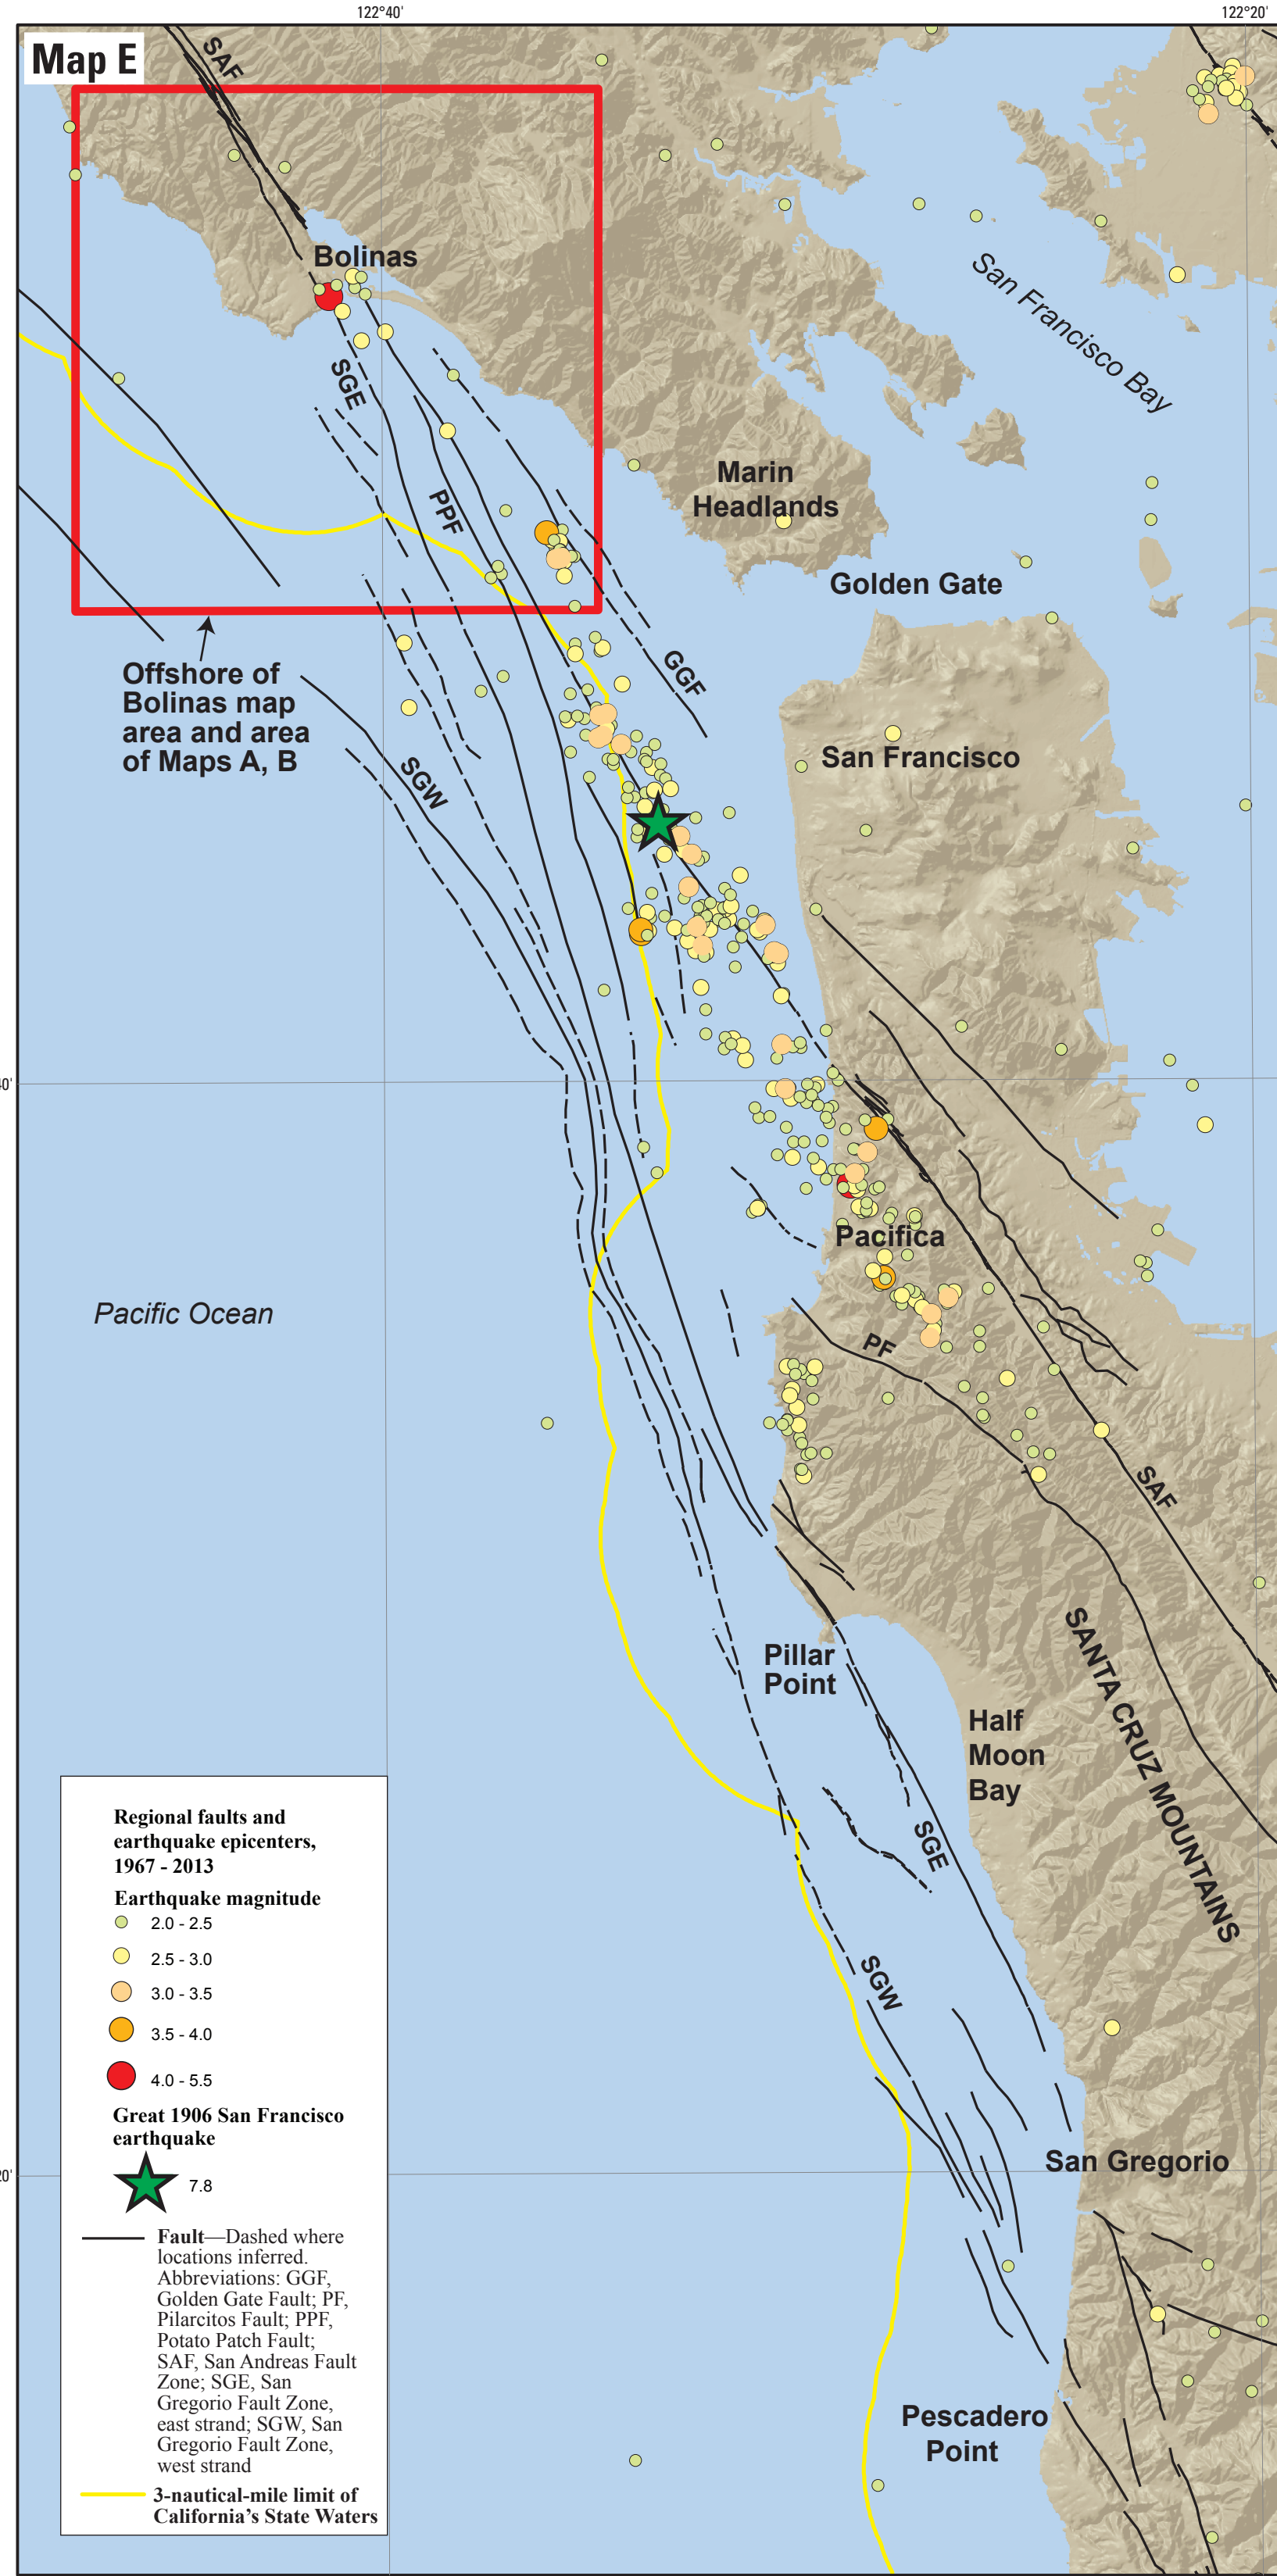 122°40'
122°20'
Map E
SAF
Bolinas
San Francisco Bay
SGE
Marin
Headlands
PPF
Golden Gate
GGF
Offshore of
Bolinas map
area and area
of Maps A, B
San Francisco
SGW
40'
Pacifica
Pacific Ocean
PF
SAF
SANTA CRUZ MOUNTAINS
Pillar
Point
Half
Moon
Bay
SGE
SGW
San Gregorio
20'
Pescadero
Point
Regional faults and
earthquake epicenters,
1967 - 2013
Earthquake magnitude
2.0 - 2.5
2.5 - 3.0
3.0 - 3.5
3.5 - 4.0
4.0 - 5.5
Great 1906 San Francisco
earthquake
7.8
Fault—Dashed where
locations inferred.
Abbreviations: GGF,
Golden Gate Fault; PF,
Pilarcitos Fault; PPF,
Potato Patch Fault;
SAF, San Andreas Fault
Zone; SGE, San
Gregorio Fault Zone,
east strand; SGW, San
Gregorio Fault Zone,
west strand
3-nautical-mile limit of
California’s State Waters